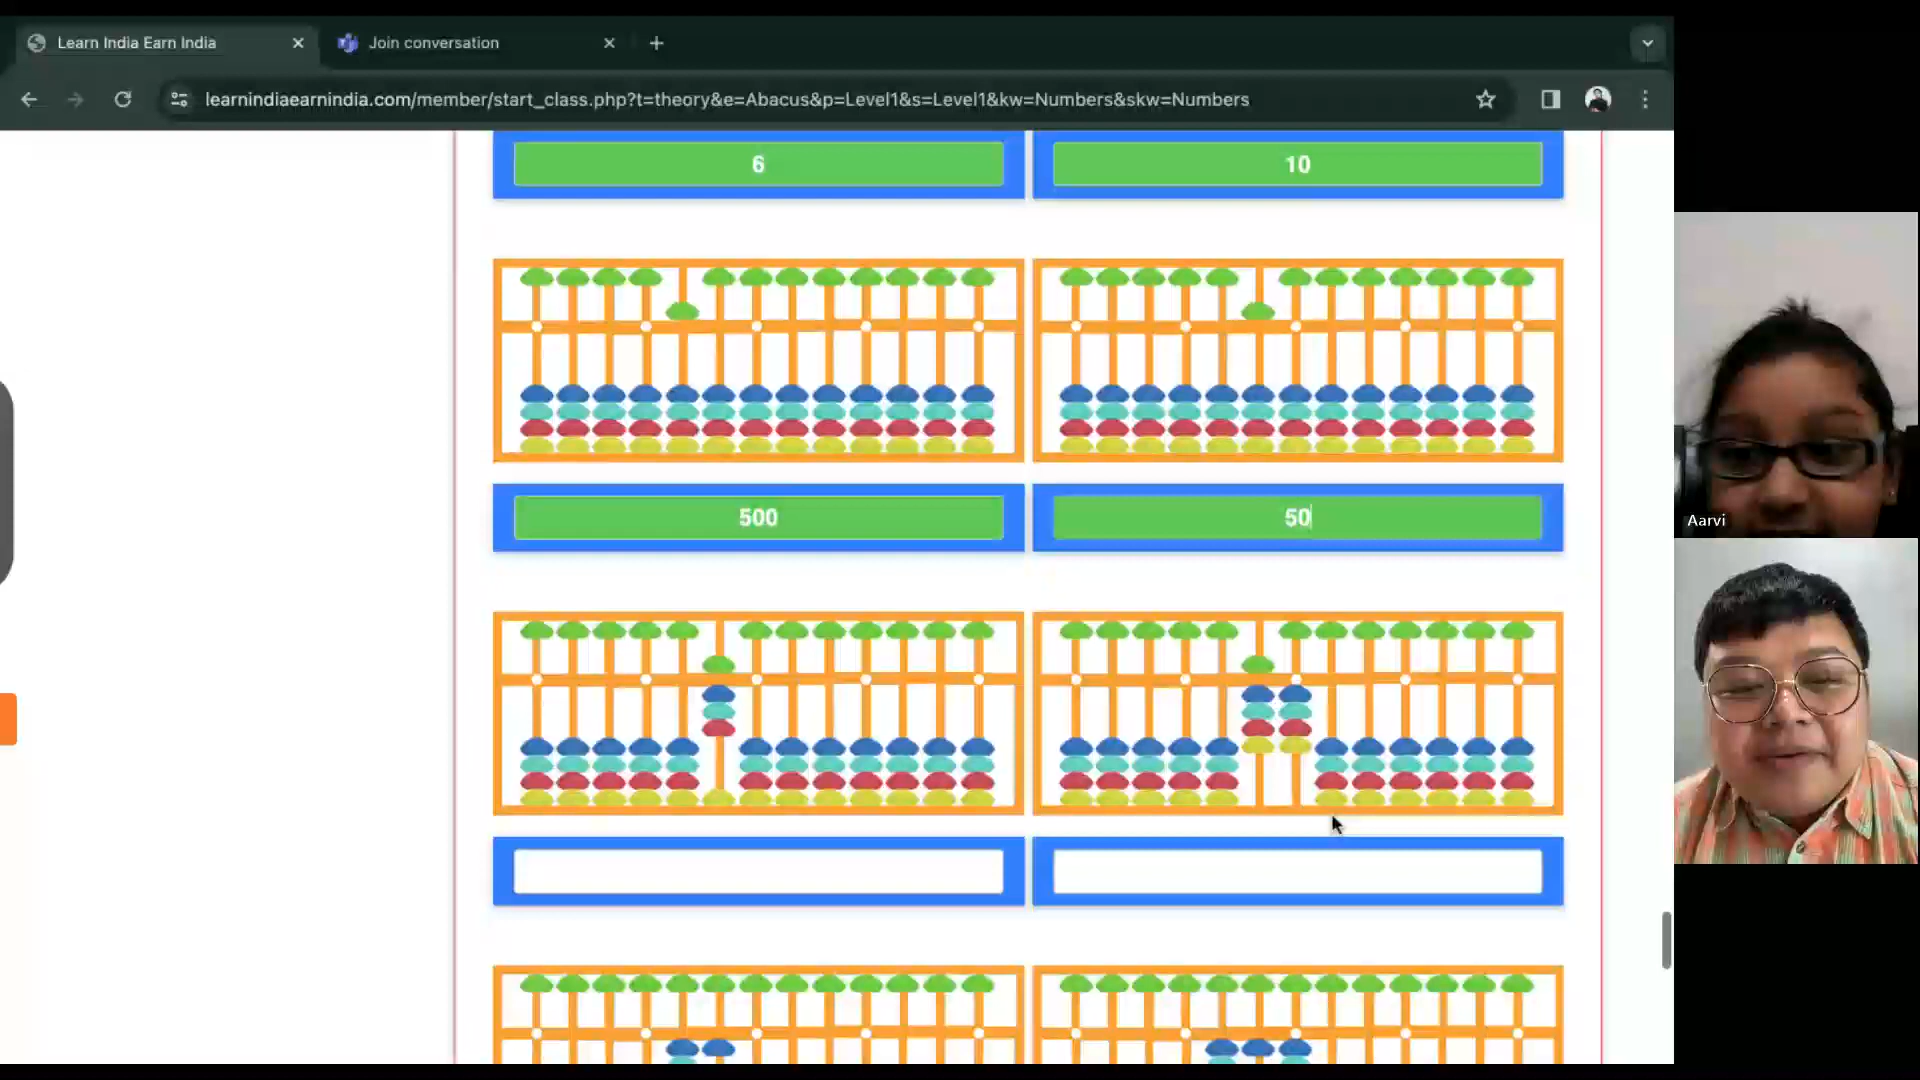 Learn India Earn India
Join conversation
learnindiaearnindia.com/member/start_class.php?t=theory&e=Abacus&p=Level1&s=Level1&kw=Numbers&skw=Numbers
6
10
500
50
Aarvi